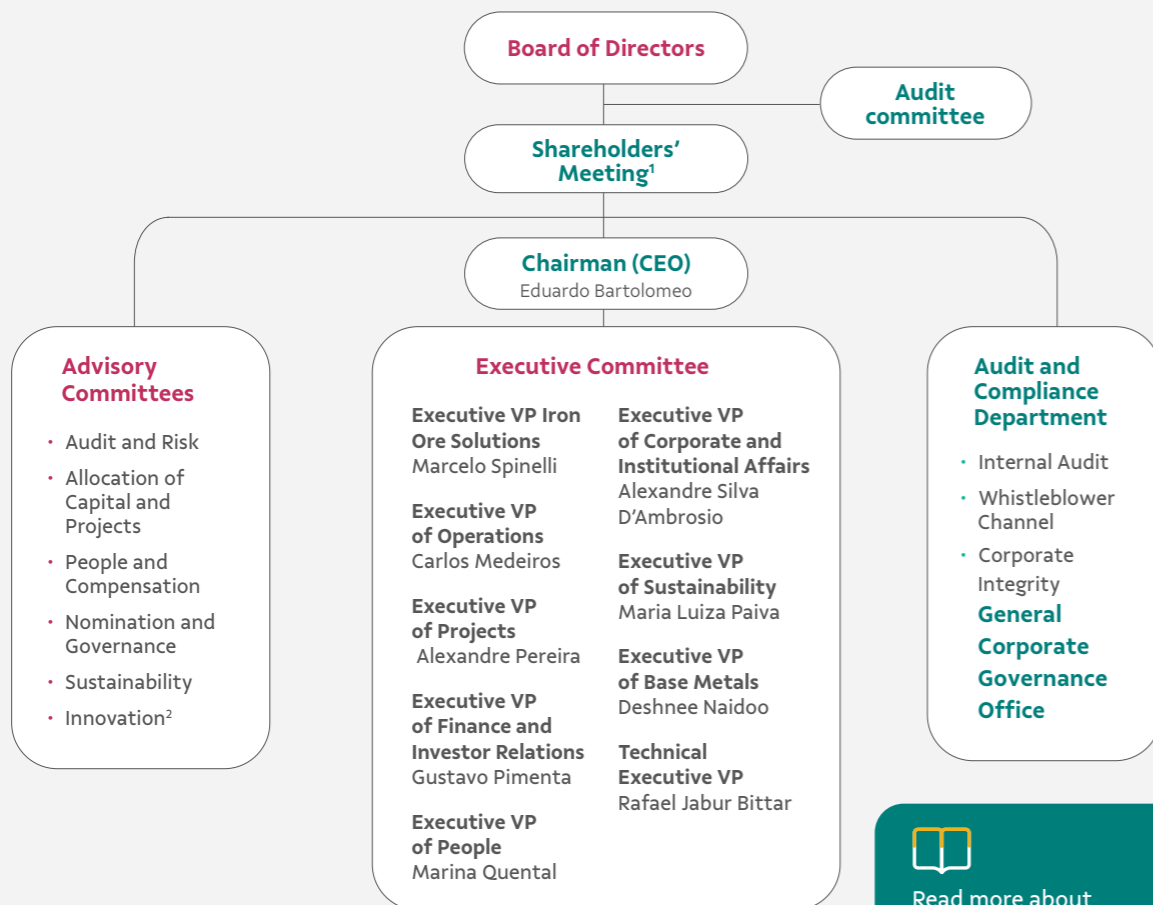 Board of Directors
Audit
committee
Shareholders’
Meeting¹
Chairman (CEO)
Eduardo Bartolomeo
Advisory
Committees
• Audit and Risk
• Allocation of
Capital and
Projects
• People and
Compensation
• Nomination and
Governance
• Sustainability
• Innovation²
Executive Committee
Executive VP Iron
Ore Solutions
Marcelo Spinelli
Executive VP
of Operations
Carlos Medeiros
Executive VP
of Projects
Alexandre Pereira
Executive VP
of Finance and
Investor Relations
Gustavo Pimenta
Executive VP
of People
Marina Quental
Executive VP
of Corporate and
Institutional Affairs
Alexandre Silva
D’Ambrosio
Executive VP
of Sustainability
Maria Luiza Paiva
Executive VP
of Base Metals
Deshnee Naidoo
Technical
Executive VP
Rafael Jabur Bittar
Audit and
Compliance
Department
• Internal Audit
• Whistleblower
Channel
• Corporate
Integrity
General
Corporate
Governance
Office
Read more about